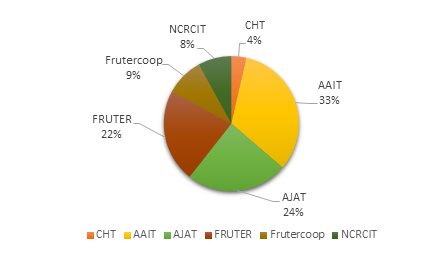 CHT
4%
AAIT
33%
AJAT
24%
FRUTER
22%
Frutercoop
9%
NCRCIT
8%
CHT AAIT AJAT FRUTER Frutercoop NCRCIT